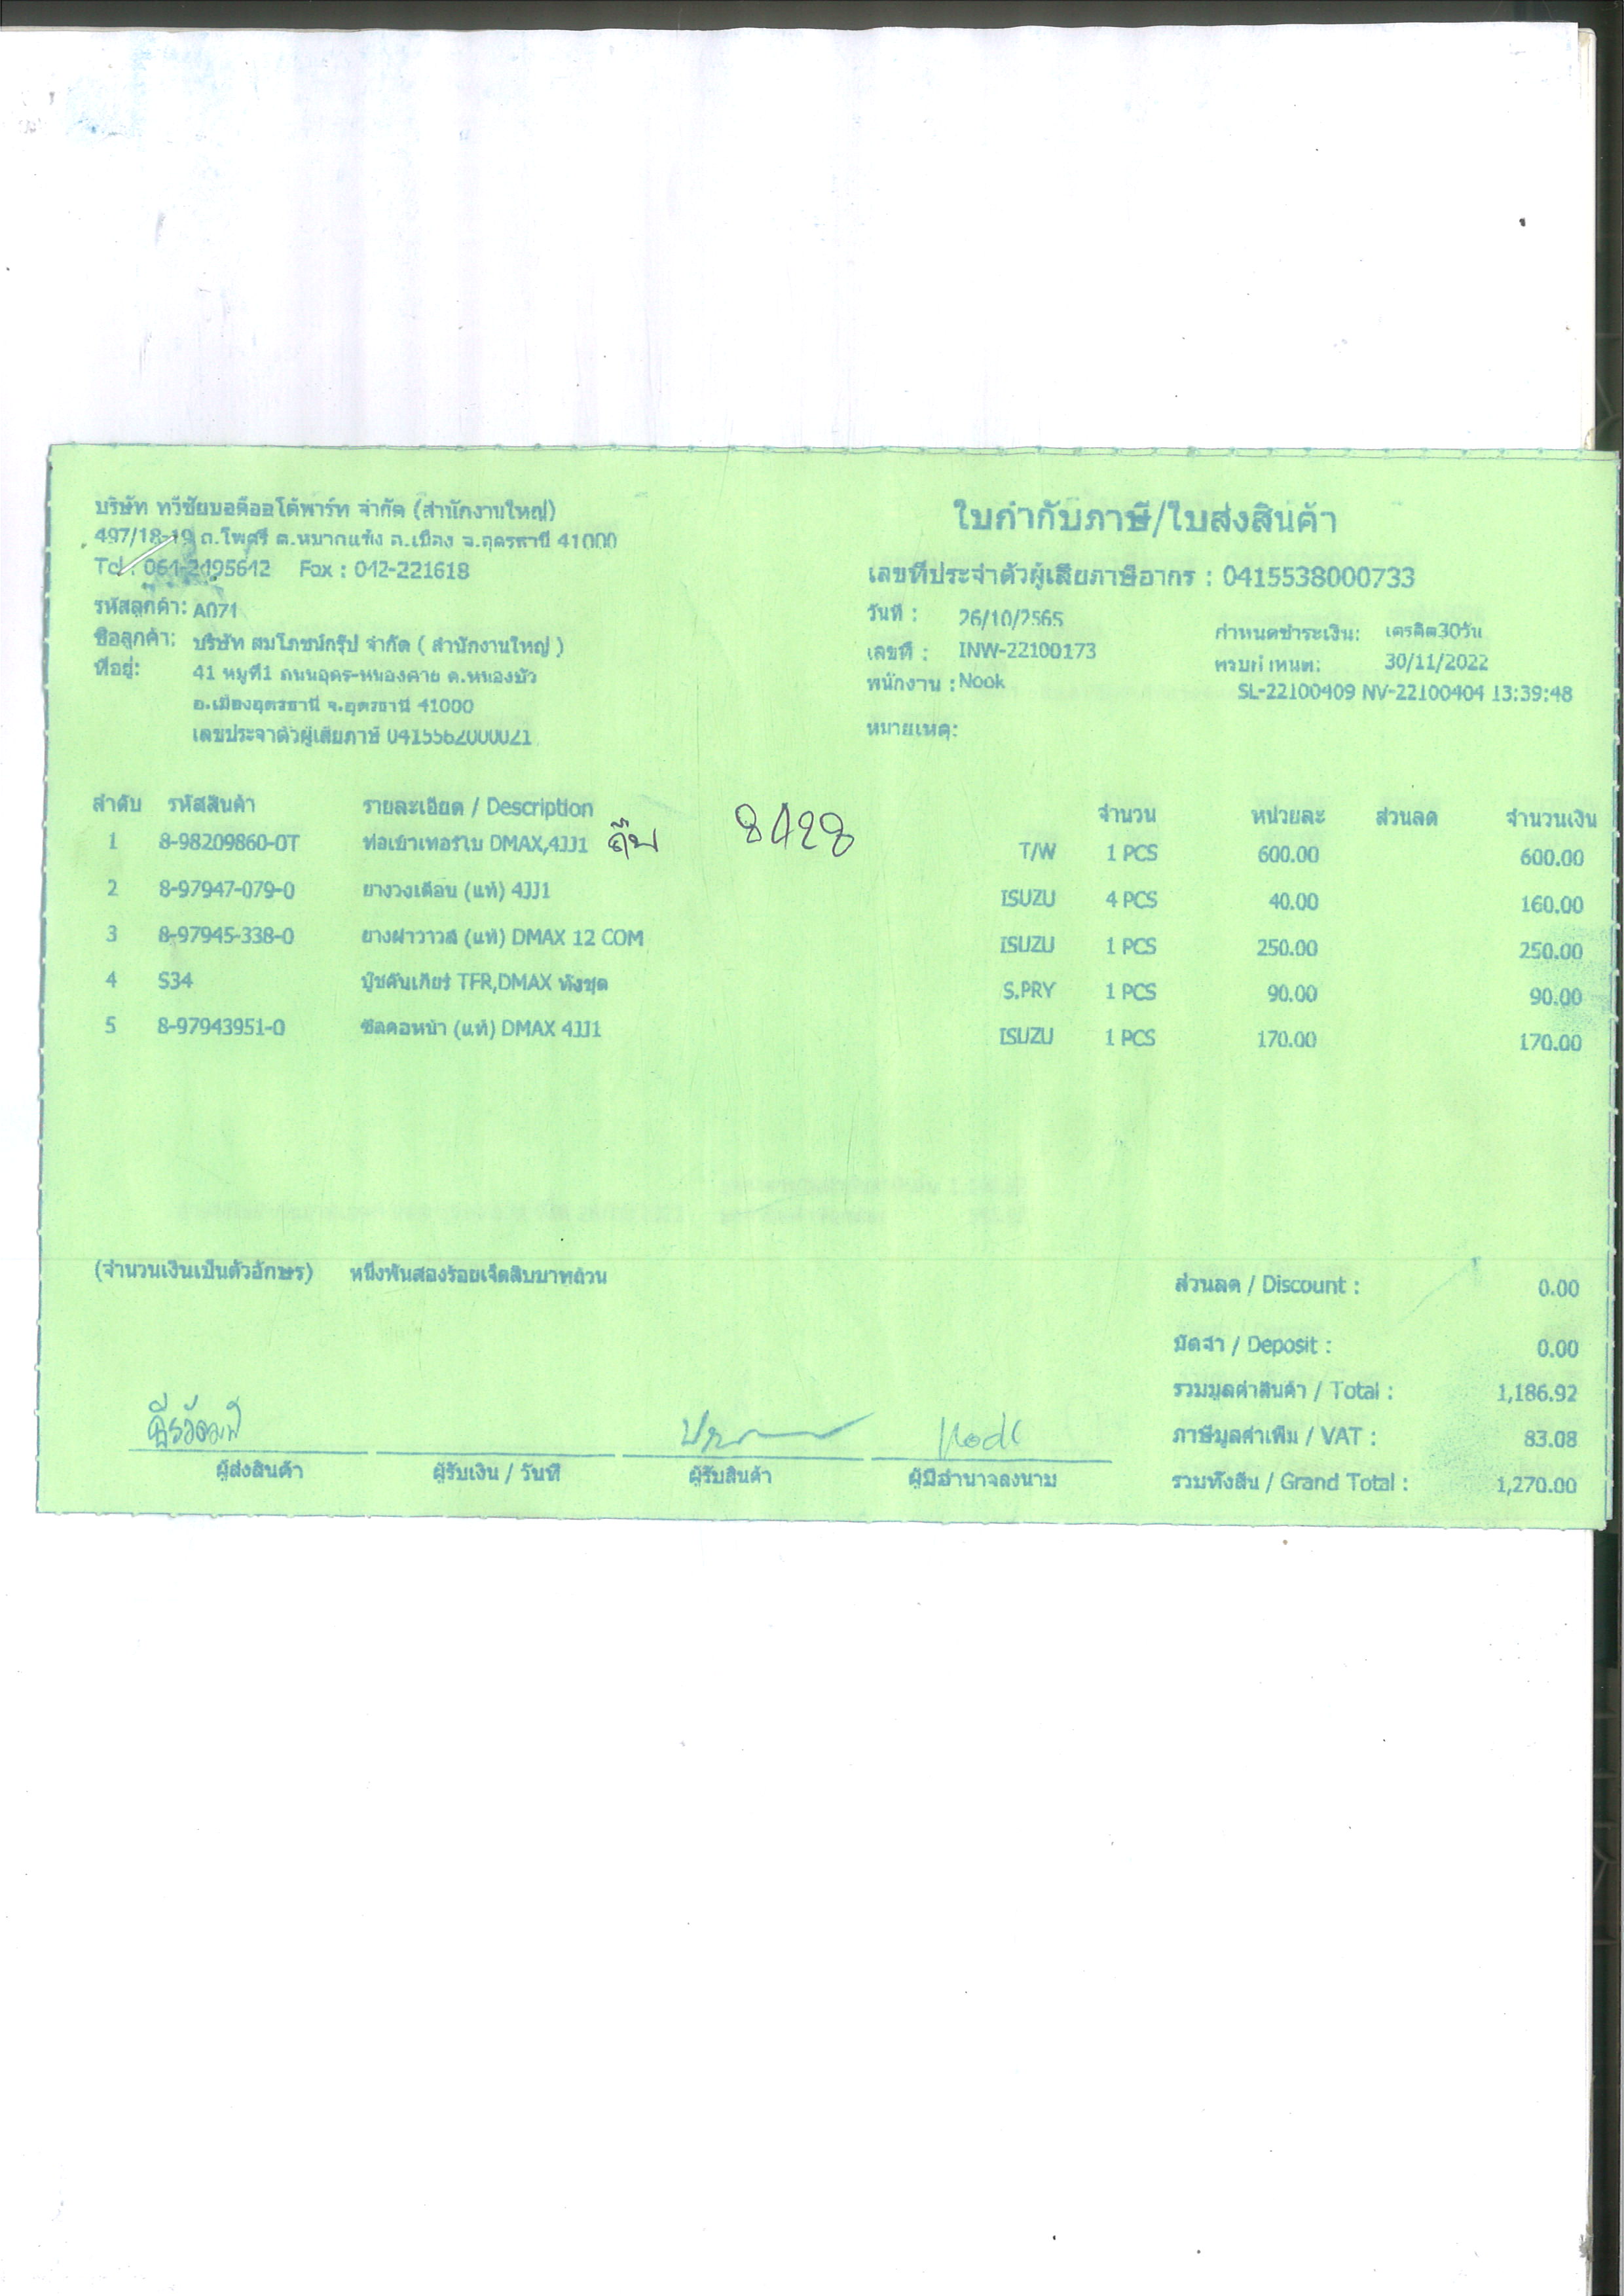 บริษัท ทวีชัยบอดี้ออโต้พาร์ท จำกัด (สำนักงานใหญ่)
497/18-19 ถ.โพศรี ต.หมากแข้ง อ.เมือง จ.อุดรธานี 41000
Tel : 064-2495642 Fax : 042-221618
รหัสลูกค้า: A071
ชื่อลูกค้า: บริษัท สมโภชน์กรุ๊ป จำกัด ( สำนักงานใหญ่ )
ที่อยู่: 41 หมู่ที่1 ถนนอุดร-หนองคาย ต.หนองบัว
อ.เมืองอุดรธานี จ.อุดรธานี 41000
เลขประจำตัวผู้เสียภาษี 0415562000021
ใบกำกับภาษี/ใบส่งสินค้า
เลขที่ประจำตัวผู้เสียภาษีอากร : 0415538000733
วันที่ : 26/10/2565 กำหนดชำระเงิน: เครดิต30วัน
เลขที่ : INW-22100173 ครบกำหนด: 30/11/2022
พนักงาน : Nook SL-22100409 NV-22100404 13:39:48
หมายเหตุ:
ลำดับ รหัสสินค้า รายละเอียด / Description จำนวน หน่วยละ ส่วนลด จำนวนเงิน
1 8-98209860-0T ท่อเข้าเทอร์โบ DMAX,4JJ1 8428 T/W 1 PCS 600.00 600.00
2 8-97947-079-0 ยางวงเดือน (แท้) 4JJ1 ISUZU 4 PCS 40.00 160.00
3 8-97945-338-0 ยางฝาวาวส (แท้) DMAX 12 COM ISUZU 1 PCS 250.00 250.00
4 S34 บู๊ชคันเกียร์ TFR,DMAX ทั้งชุด S.PRY 1 PCS 90.00 90.00
5 8-97943951-0 ซีลคอหน้า (แท้) DMAX 4JJ1 ISUZU 1 PCS 170.00 170.00
(จำนวนเงินเป็นตัวอักษร) หนึ่งพันสองร้อยเจ็ดสิบบาทถ้วน
ส่วนลด / Discount : 0.00
มัดจำ / Deposit : 0.00
รวมมูลค่าสินค้า / Total : 1,186.92
ภาษีมูลค่าเพิ่ม / VAT : 83.08
รวมทั้งสิ้น / Grand Total : 1,270.00
ผู้ส่งสินค้า ผู้รับเงิน / วันที่ ผู้รับสินค้า ผู้มีอำนาจลงนาม